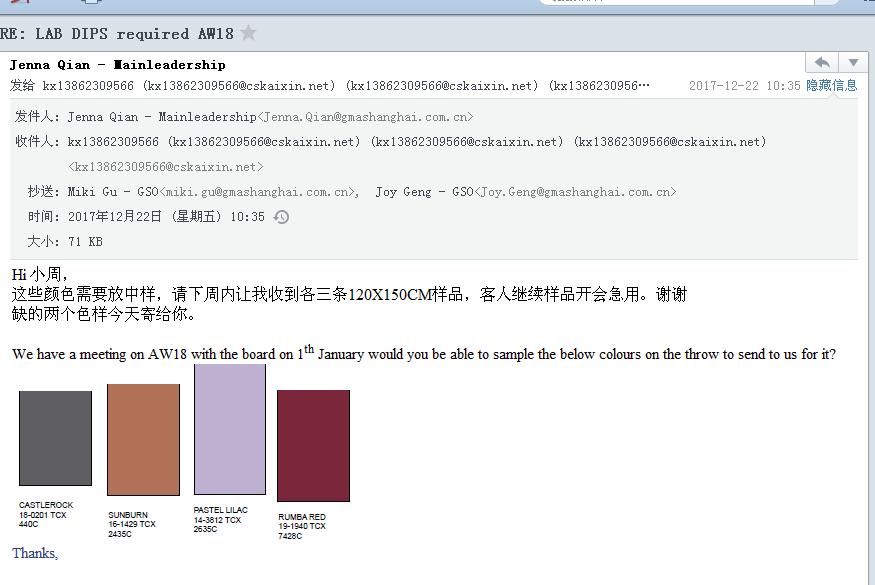 RE: LAB DIPS required AW18
Jenna Qian - Mainleadership
发给 kx13862309566 (kx13862309566@cskaixin.net) (kx13862309566@cskaixin.net) (kx1386230956…
2017-12-22 10:35 隐藏信息
发件人: Jenna Qian - Mainleadership<Jenna.Qian@gmashanghai.com.cn>
收件人: kx13862309566 (kx13862309566@cskaixin.net) (kx13862309566@cskaixin.net) (kx13862309566@cskaixin.net)
<kx13862309566@cskaixin.net>
抄送: Miki Gu - GSO<miki.gu@gmashanghai.com.cn>, Joy Geng - GSO<Joy.Geng@gmashanghai.com.cn>
时间: 2017年12月22日 (星期五) 10:35
大小: 71 KB
Hi 小周，
这些颜色需要放中样，请下周内让我收到各三条120X150CM样品，客人继续样品开会急用。谢谢
缺的两个色样今天寄给你。
We have a meeting on AW18 with the board on 1th January would you be able to sample the below colours on the throw to send to us for it?
CASTLEROCK
18-0201 TCX
440C
SUNBURN
16-1429 TCX
2435C
PASTEL LILAC
14-3812 TCX
2635C
RUMBA RED
19-1940 TCX
7428C
Thanks,